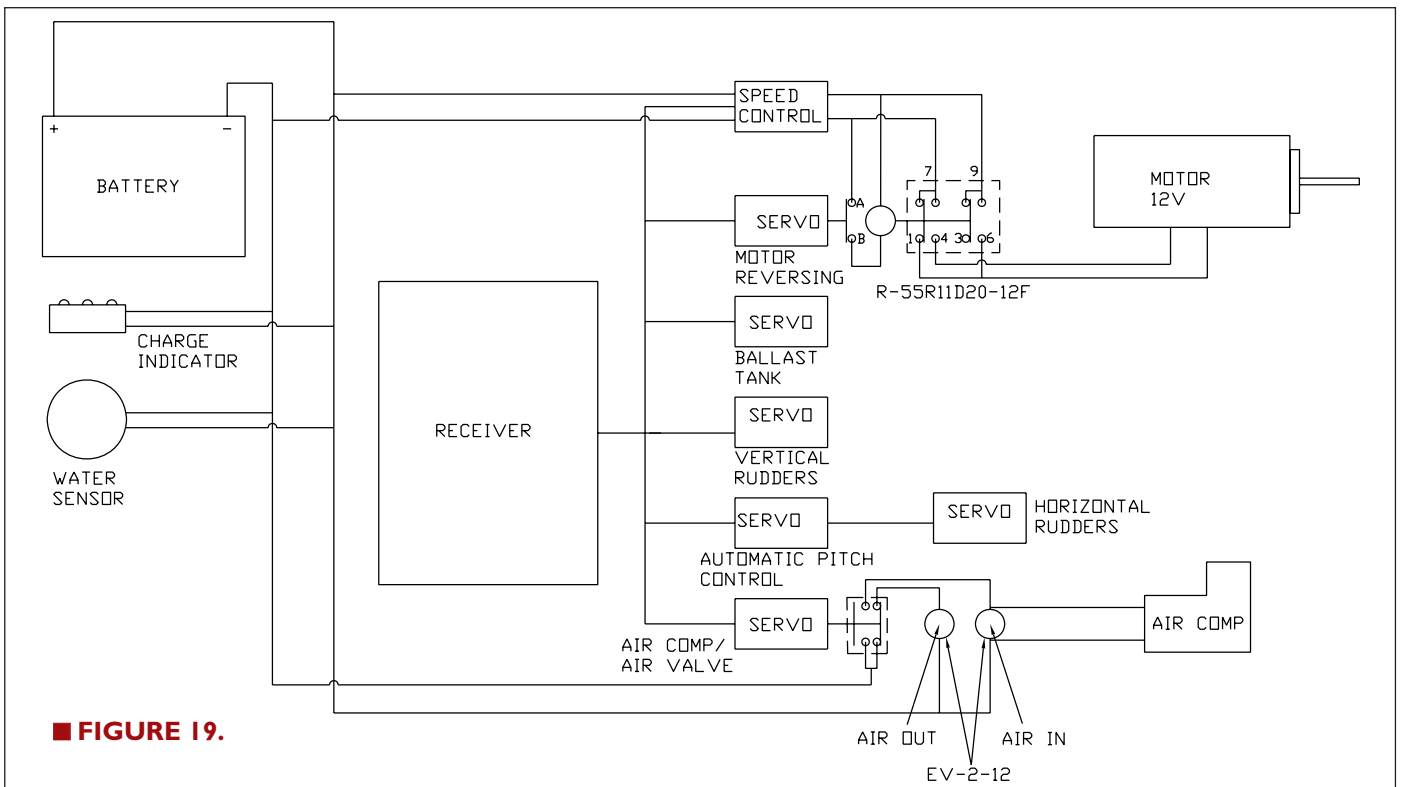 SPEED
CONTROL
+
-
BATTERY
7
9
MOTOR
12V
SERVO
A
B
1
4
3
6
MOTOR
REVERSING
R-55R11D20-12F
SERVO
BALLAST
TANK
CHARGE
INDICATOR
RECEIVER
SERVO
VERTICAL
RUDDERS
WATER
SENSOR
SERVO
AUTOMATIC PITCH
CONTROL
SERVO
HORIZONTAL
RUDDERS
SERVO
AIR COMP/
AIR VALVE
AIR COMP
AIR OUT
AIR IN
EV-2-12
FIGURE 19.